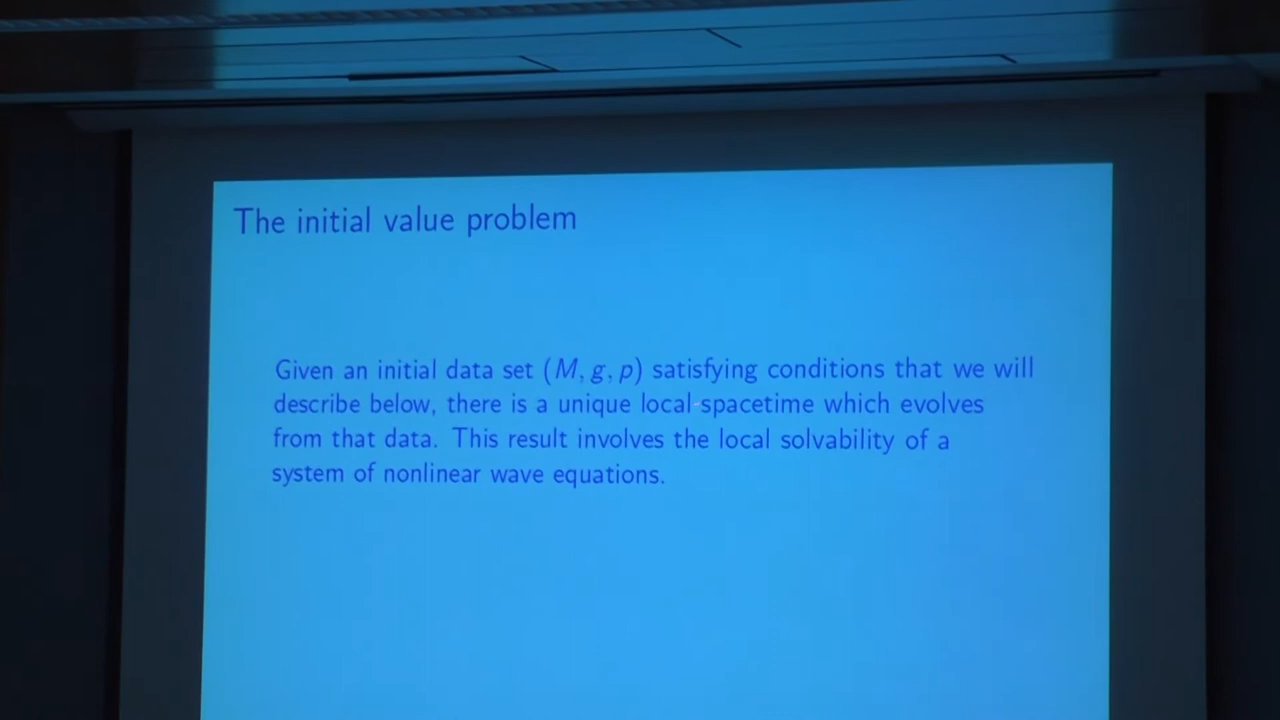 The initial value problem
Given an initial data set (M, g, p) satisfying conditions that we will
describe below, there is a unique local spacetime which evolves
from that data. This result involves the local solvability of a
system of nonlinear wave equations.